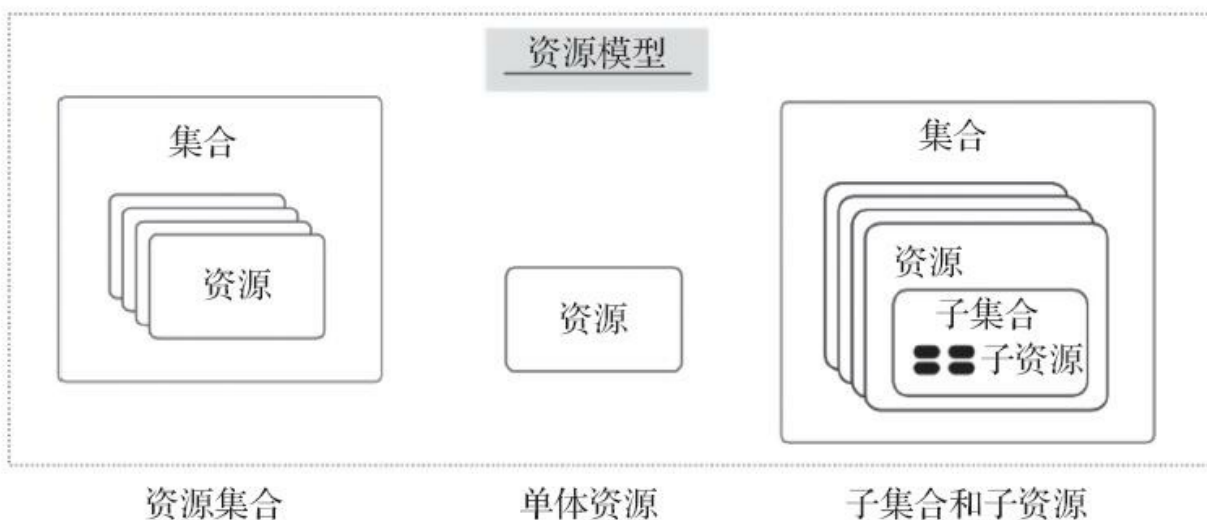 资源模型
集合
资源
资源
集合
资源
子集合
子资源
资源集合
单体资源
子集合和子资源